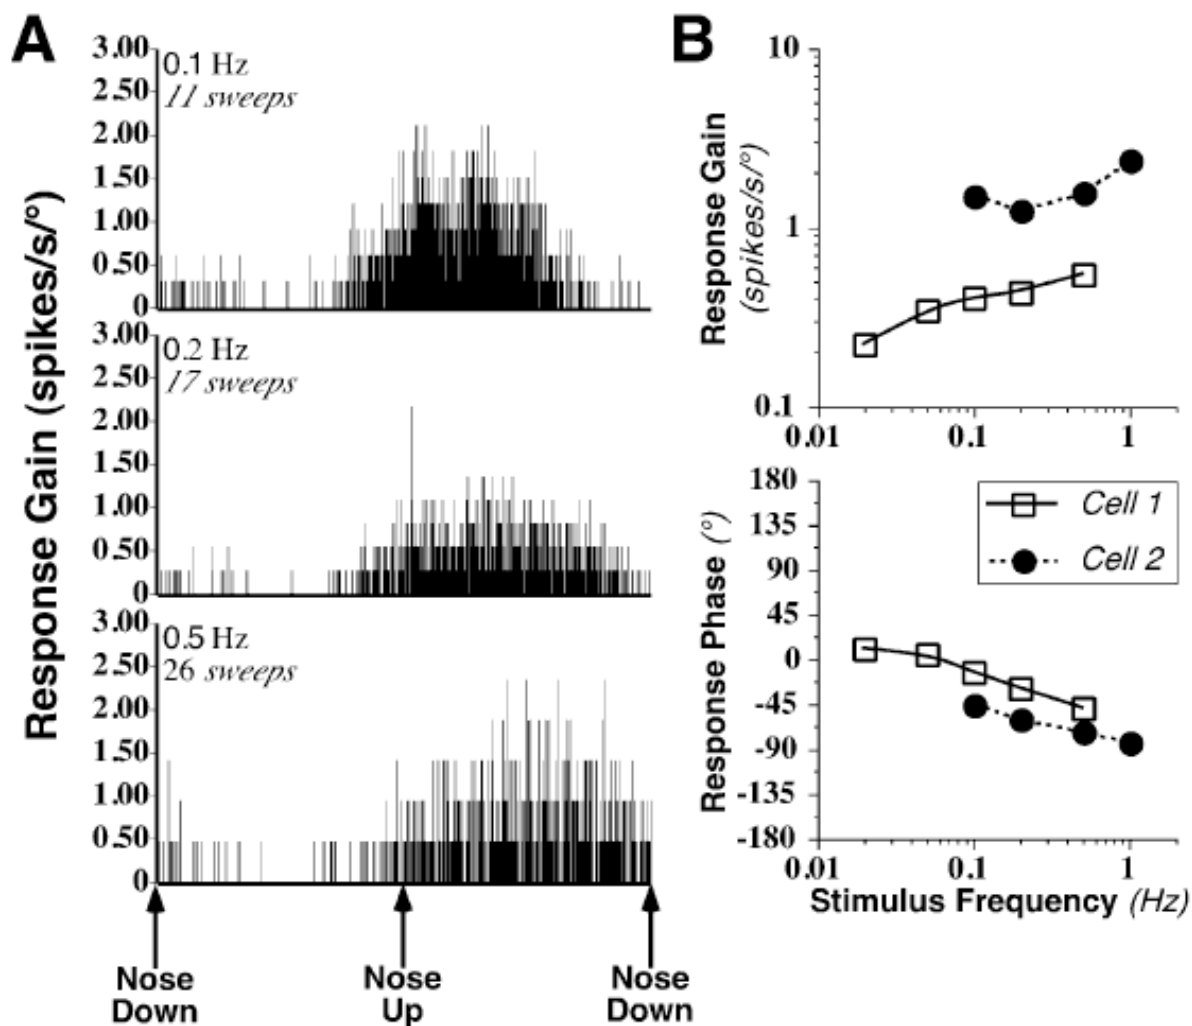 A
Response Gain (spikes/s/°)
3.00
2.50
2.00
1.50
1.00
0.50
0
0.1 Hz
11 sweeps
3.00
2.50
2.00
1.50
1.00
0.50
0
0.2 Hz
17 sweeps
3.00
2.50
2.00
1.50
1.00
0.50
0
0.5 Hz
26 sweeps
Nose
Down
Nose
Up
Nose
Down
B
Response Gain
(spikes/s/°)
10
1
0.1
0.01
0.1
1
Response Phase (°)
180
135
90
45
0
-45
-90
-135
-180
Cell 1
Cell 2
0.01
0.1
1
Stimulus Frequency (Hz)